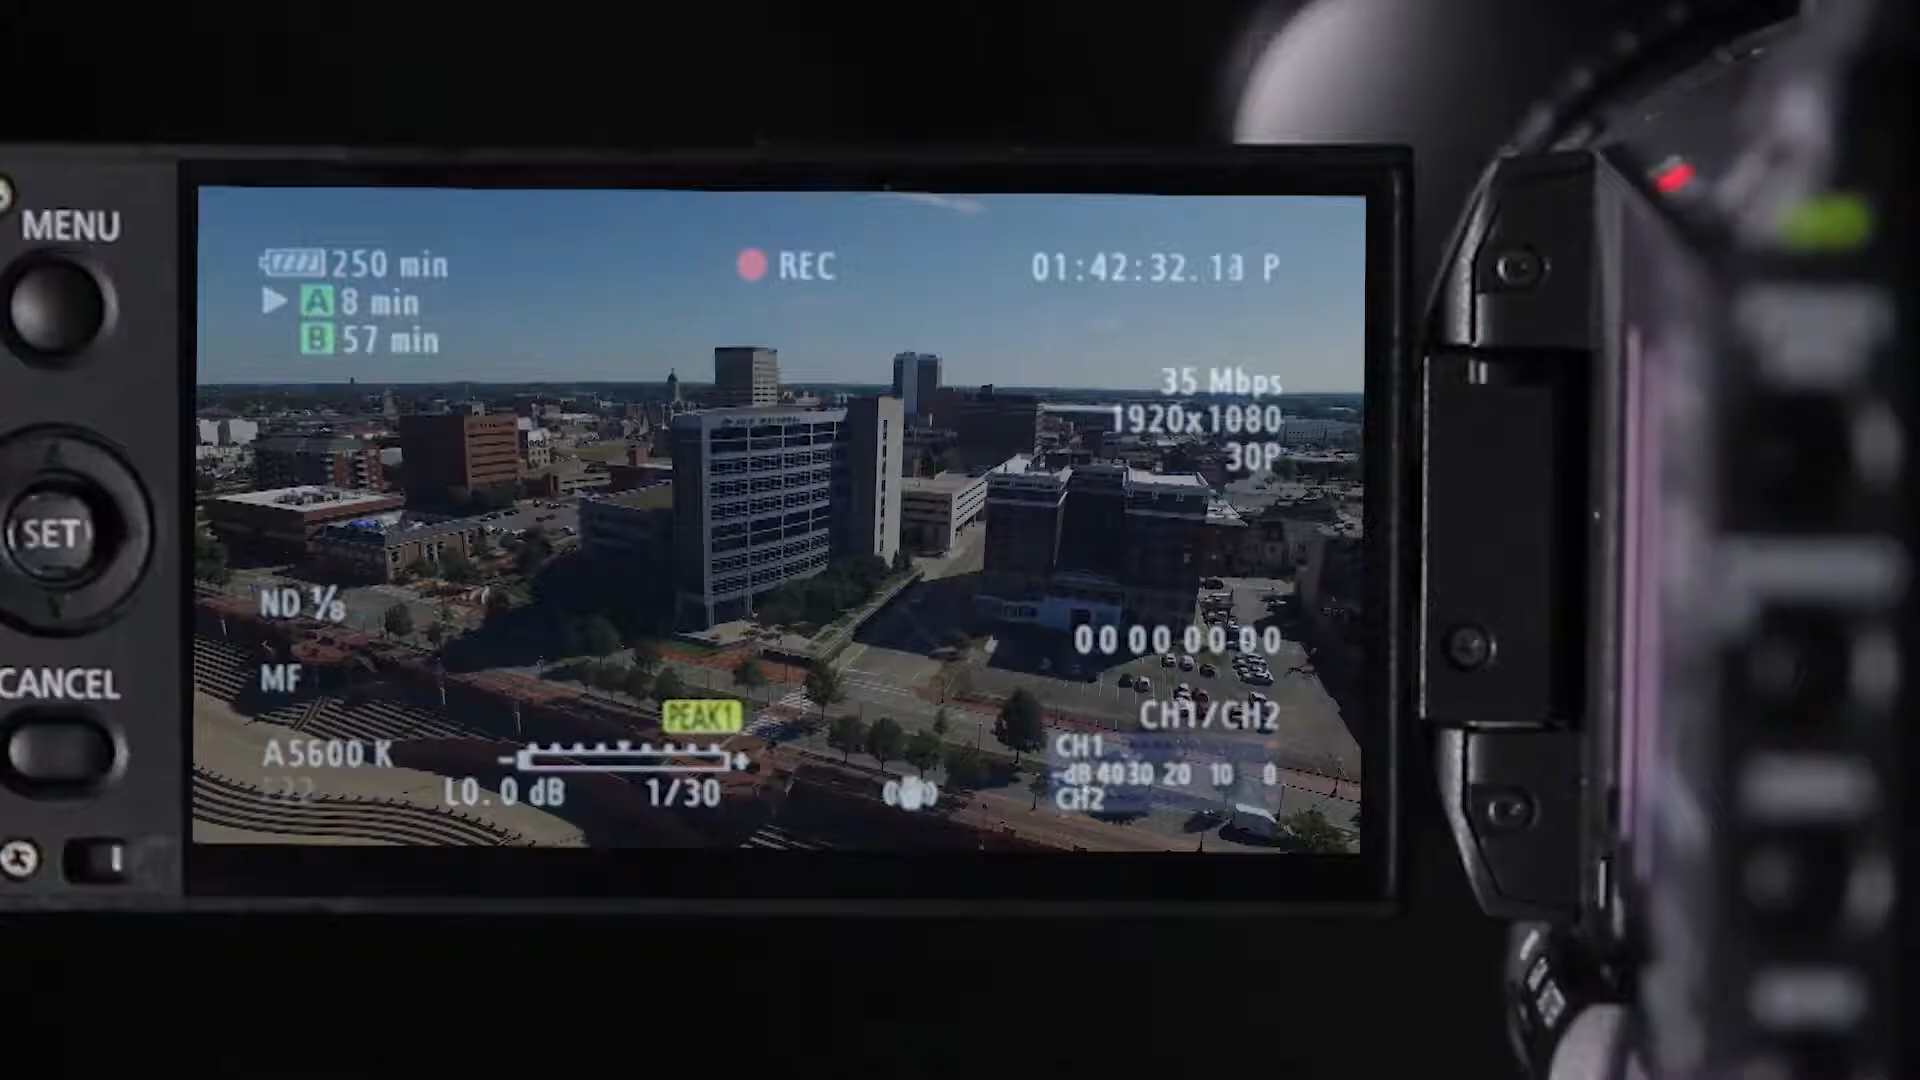 MENU
250 min
REC
01:42:32.13 P
A 8 min
B 57 min
35 Mbps
1920x1080
30P
SET
ND 1/8
00 00 00 00
CANCEL
MF
PEAK1
CH1/CH2
A5600 K
CH1
-dB 40 30 20 10 0
CH2
L0.0 dB
1/30